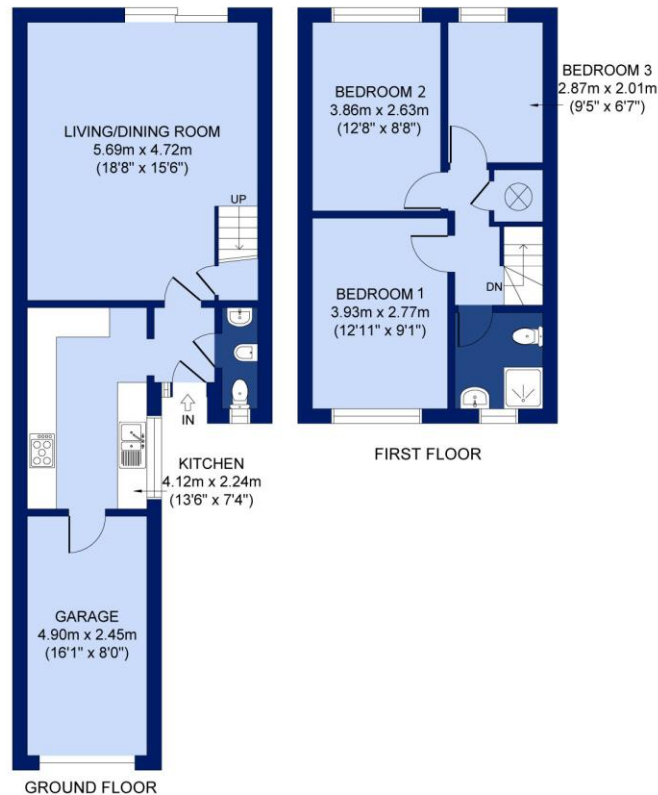 LIVING/DINING ROOM
5.69m x 4.72m
(18'8" x 15'6")
UP
IN
KITCHEN
4.12m x 2.24m
(13'6" x 7'4")
GARAGE
4.90m x 2.45m
(16'1" x 8'0")
GROUND FLOOR
BEDROOM 2
3.86m x 2.63m
(12'8" x 8'8")
BEDROOM 3
2.87m x 2.01m
(9'5" x 6'7")
BEDROOM 1
3.93m x 2.77m
(12'11" x 9'1")
DN
FIRST FLOOR